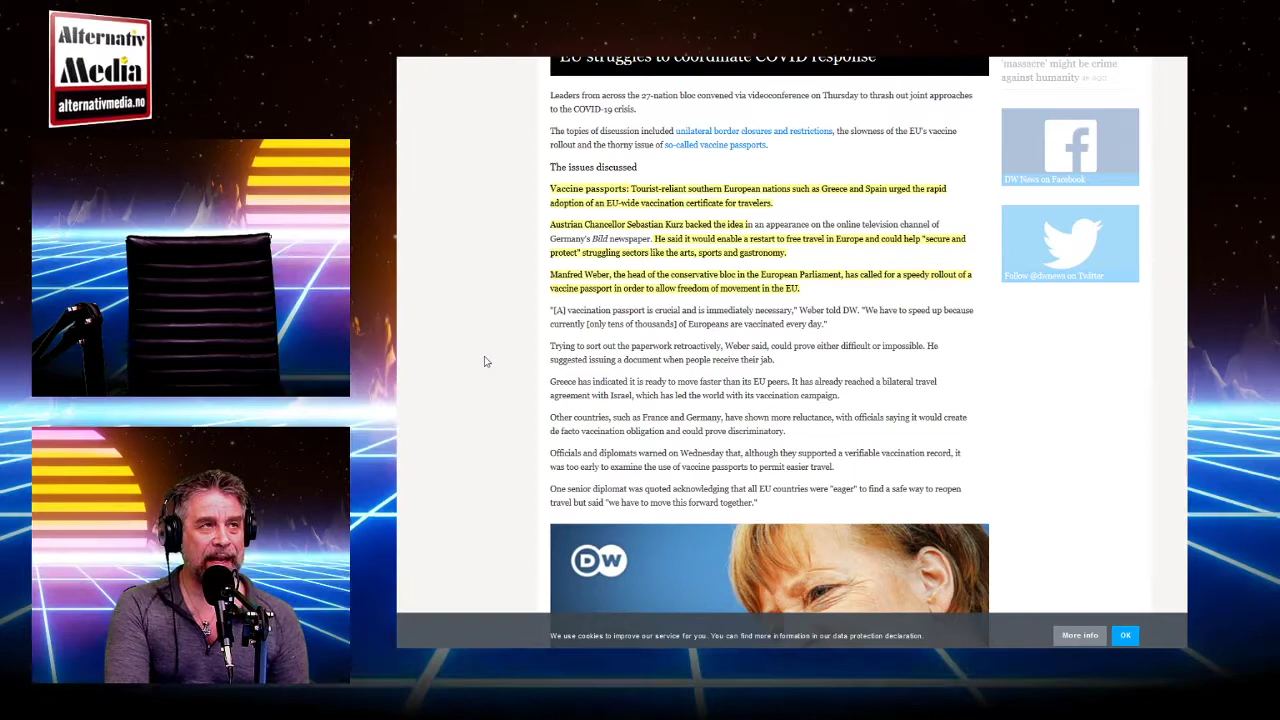 Alternativ
Media
alternativmedia.no
EU struggles to coordinate COVID response
Leaders from across the 27-nation bloc convened via videoconference on Thursday to thrash out joint approaches
to the COVID-19 crisis.
The topics of discussion included unilateral border closures and restrictions, the slowness of the EU's vaccine
rollout and the thorny issue of so-called vaccine passports.
The issues discussed
Vaccine passports: Tourist-reliant southern European nations such as Greece and Spain urged the rapid
adoption of an EU-wide vaccination certificate for travelers.
Austrian Chancellor Sebastian Kurz backed the idea in an appearance on the online television channel of
Germany's Bild newspaper. He said it would enable a restart to free travel in Europe and could help "secure and
protect" struggling sectors like the arts, sports and gastronomy.
Manfred Weber, the head of the conservative bloc in the European Parliament, has called for a speedy rollout of a
vaccine passport in order to allow freedom of movement in the EU.
"[A] vaccination passport is crucial and is immediately necessary," Weber told DW. "We have to speed up because
currently [only tens of thousands] of Europeans are vaccinated every day."
Trying to sort out the paperwork retroactively, Weber said, could prove either difficult or impossible. He
suggested issuing a document when people receive their jab.
Greece has indicated it is ready to move faster than its EU peers. It has already reached a bilateral travel
agreement with Israel, which has led the world with its vaccination campaign.
Other countries, such as France and Germany, have shown more reluctance, with officials saying it would create
de facto vaccination obligation and could prove discriminatory.
Officials and diplomats warned on Wednesday that, although they supported a verifiable vaccination record, it
was too early to examine the use of vaccine passports to permit easier travel.
One senior diplomat was quoted acknowledging that all EU countries were "eager" to find a safe way to reopen
travel but said "we have to move this forward together."
DW
'massacre' might be crime
against humanity
DW News on Facebook
Follow @dwnews on Twitter
We use cookies to improve our service for you. You can find more information in our data protection declaration.
More info
OK